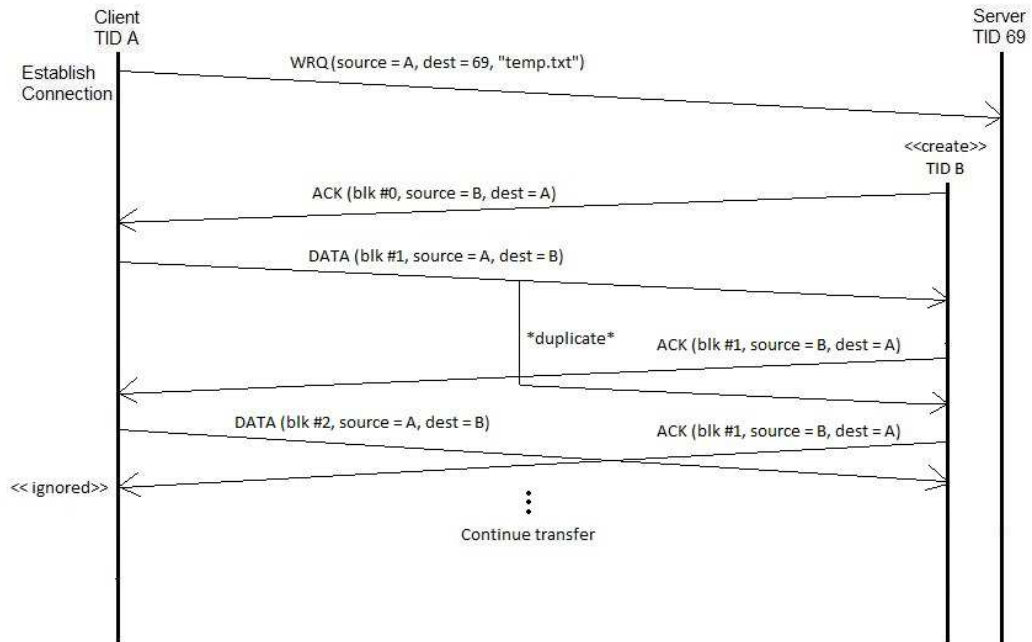 Client
TID A
Server
TID 69
Establish
Connection
WRQ (source = A, dest = 69, "temp.txt")
<<create>>
TID B
ACK (blk #0, source = B, dest = A)
DATA (blk #1, source = A, dest = B)
*duplicate*
ACK (blk #1, source = B, dest = A)
DATA (blk #2, source = A, dest = B)
ACK (blk #1, source = B, dest = A)
<< ignored>>
Continue transfer